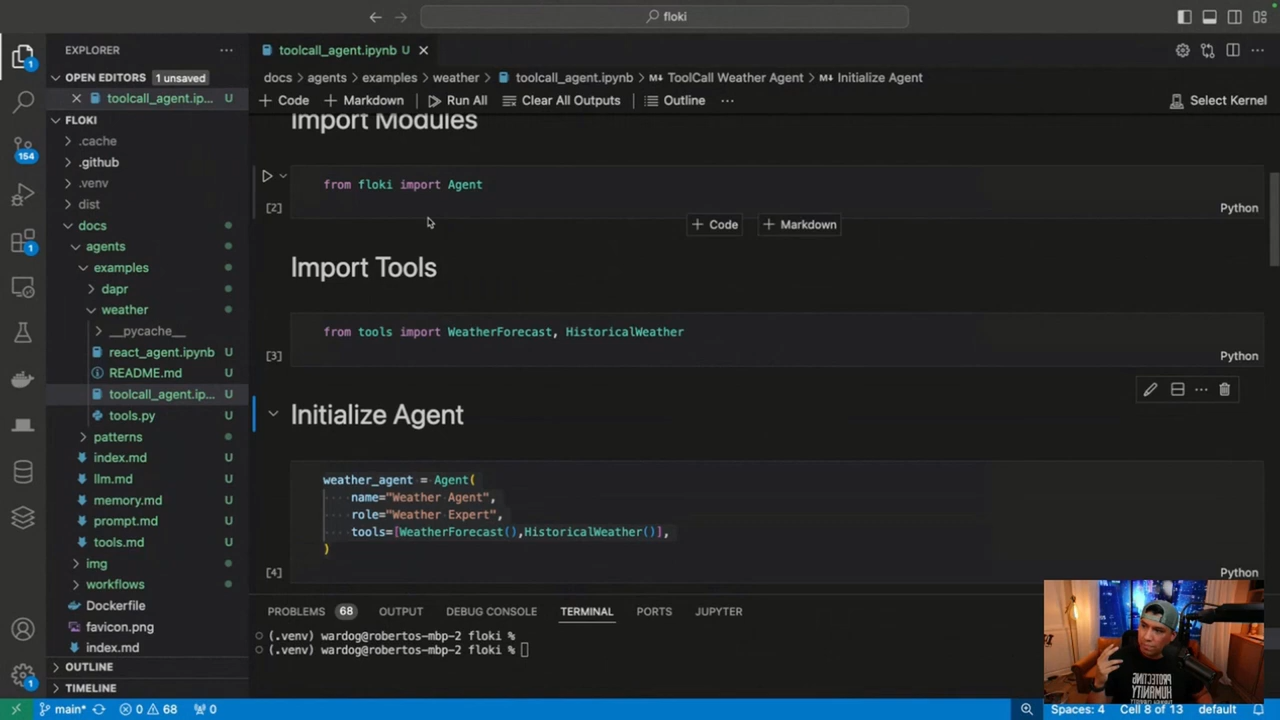 floki
EXPLORER
OPEN EDITORS 1 unsaved
toolcall_agent.ip... U
FLOKI
.cache
.github
.venv
dist
docs
agents
examples
dapr
weather
__pycache__
react_agent.ipynb U
README.md U
toolcall_agent.ip... U
tools.py U
patterns
index.md U
llm.md U
memory.md U
prompt.md U
tools.md U
img
workflows
Dockerfile
favicon.png
index.md U
OUTLINE
TIMELINE
1
154
1
1
toolcall_agent.ipynb U
docs > agents > examples > weather > toolcall_agent.ipynb > ToolCall Weather Agent > Initialize Agent
+ Code + Markdown Run All Clear All Outputs Outline ... Select Kernel
Import Modules
from floki import Agent
[2] Python
+ Code + Markdown
Import Tools
from tools import WeatherForecast, HistoricalWeather
[3] Python
Initialize Agent
weather_agent = Agent(
name="Weather Agent",
role="Weather Expert",
tools=[WeatherForecast(),HistoricalWeather()],
)
[4] Python
PROBLEMS 68 OUTPUT DEBUG CONSOLE TERMINAL PORTS JUPYTER
(.venv) wardog@robertos-mbp-2 floki %
(.venv) wardog@robertos-mbp-2 floki %
PROTECTING
HUMANITY
main* 0 68 0 Spaces: 4 Cell 8 of 13 default